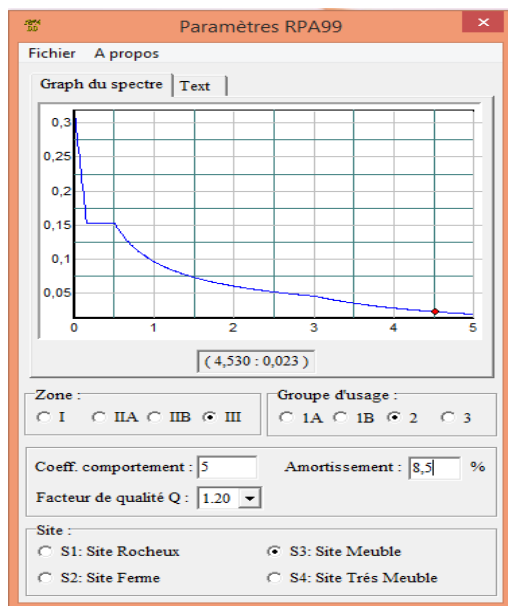 Paramètres RPA99
Fichier A propos
Graph du spectre Text
0,3
0,25
0,2
0,15
0,1
0,05
0 1 2 3 4 5
( 4,530 : 0,023 )
Zone :
I IIA IIB III
Groupe d'usage :
1A 1B 2 3
Coeff. comportement : 5 Amortissement : 8,5 %
Facteur de qualité Q : 1.20
Site :
S1: Site Rocheux S3: Site Meuble
S2: Site Ferme S4: Site Trés Meuble